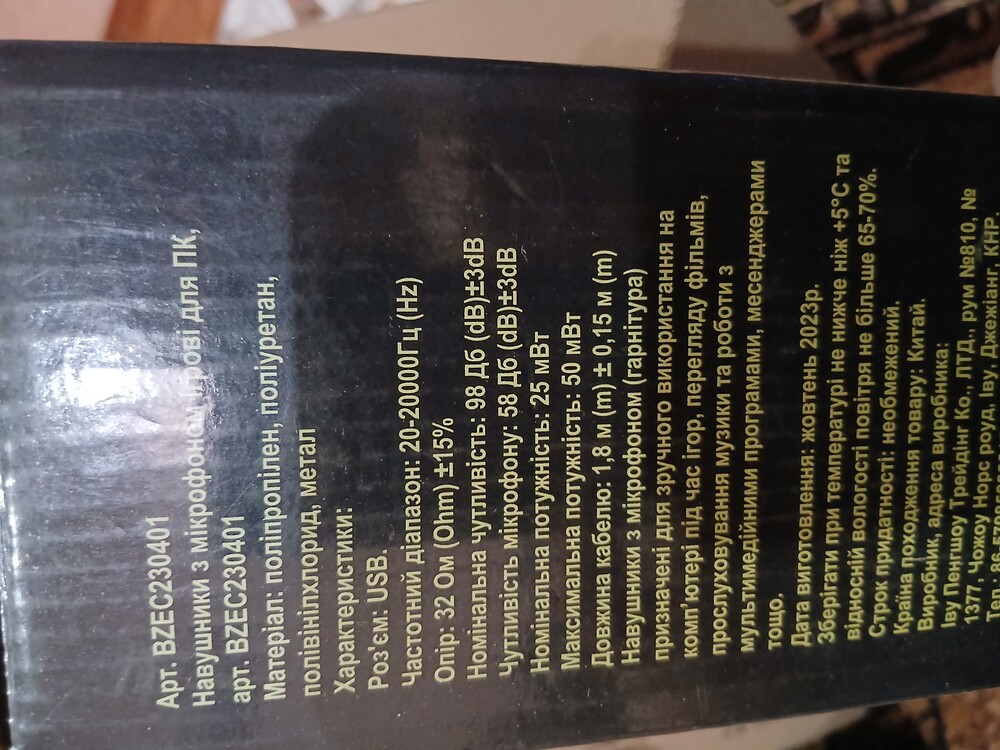 Арт. BZEC230401
Навушники з мікрофоном ігрові для ПК,
арт. BZEC230401
Матеріал: поліпропілен, поліуретан,
полівінілхлорид, метал
Характеристики:
Роз'єм: USB.
Частотний діапазон: 20-20000Гц (Hz)
Опір: 32 Ом (Ohm) ±15%
Номінальна чутливість: 98 Дб (dB)±3dB
Чутливість мікрофону: 58 Дб (dB)±3dB
Номінальна потужність: 25 мВт
Максимальна потужність: 50 мВт
Довжина кабелю: 1,8 м (m) ± 0,15 м (m)
Навушники з мікрофоном (гарнітура)
призначені для зручного використання на
комп'ютері під час ігор, перегляду фільмів,
прослуховування музики та роботи з
мультимедійними програмами, месенджерами
тощо.
Дата виготовлення: жовтень 2023р.
Зберігати при температурі не нижче ніж +5°C та
відносній вологості повітря не більше 65-70%.
Строк придатності: необмежений.
Країна походження товару: Китай.
Виробник, адреса виробника:
Іву Пенгшоу Трейдінг Ко., ЛТД., рум №810, №
1377, Чожоу Норс роуд, Іву, Джежіанг, КНР.
Тел.: 86